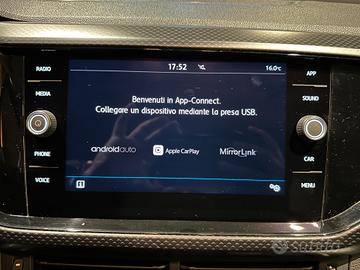 17:52
16.0°C
RADIO
MEDIA
PHONE
VOICE
Benvenuti in App-Connect.
Collegare un dispositivo mediante la presa USB.
androidauto
Apple CarPlay
MirrorLink
APP
SOUND
CAR
MENU
subito